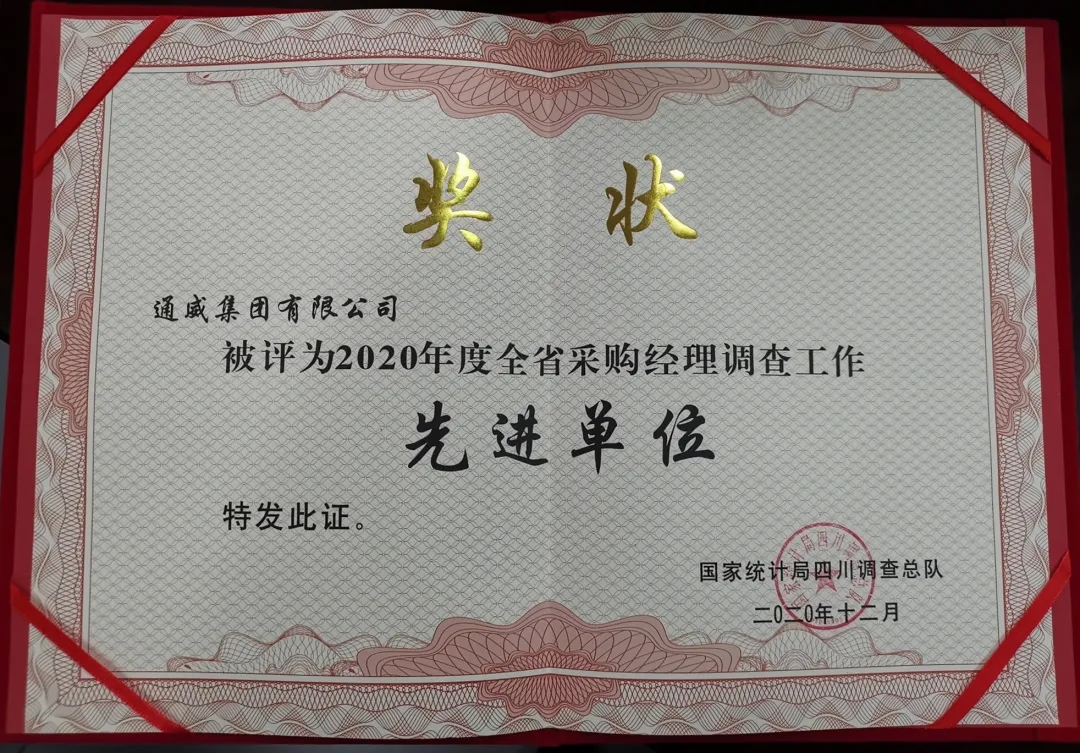 奖状
通威集团有限公司
被评为2020年度全省采购经理调查工作
先进单位
特发此证。
国家统计局四川调查总队
二〇二〇年十二月